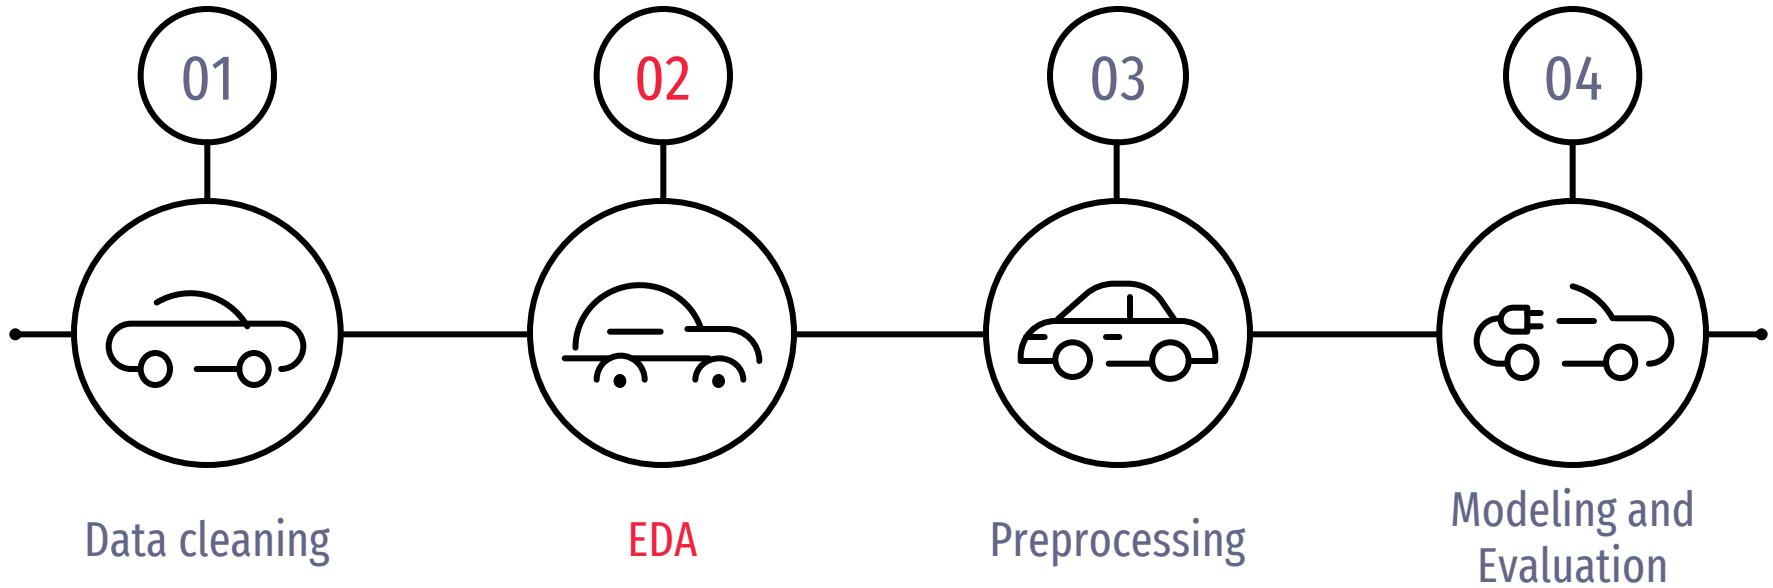 01
02
03
04
Data cleaning
EDA
Preprocessing
Modeling and
Evaluation